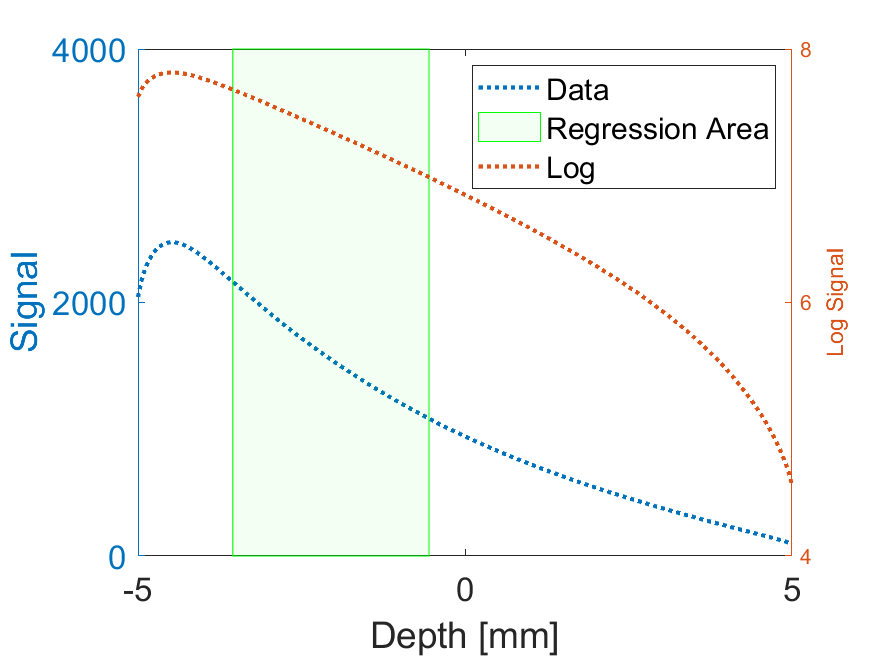 4000
2000
0
Signal
-5
0
5
Depth [mm]
8
6
4
Log Signal
Data
Regression Area
Log